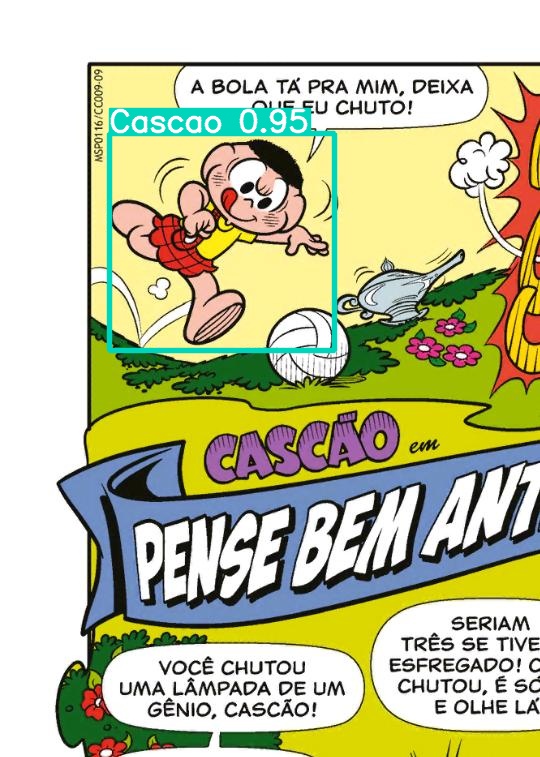 MSP0116/CC009-09
A BOLA TÁ PRA MIM, DEIXA
QUE EU CHUTO!
Cascao 0.95
CASCÃO em
PENSE BEM ANT
VOCÊ CHUTOU
UMA LÂMPADA DE UM
GÊNIO, CASCÃO!
SERIAM
TRÊS SE TIVE
ESFREGADO! C
CHUTOU, É SÓ
E OLHE LÁ